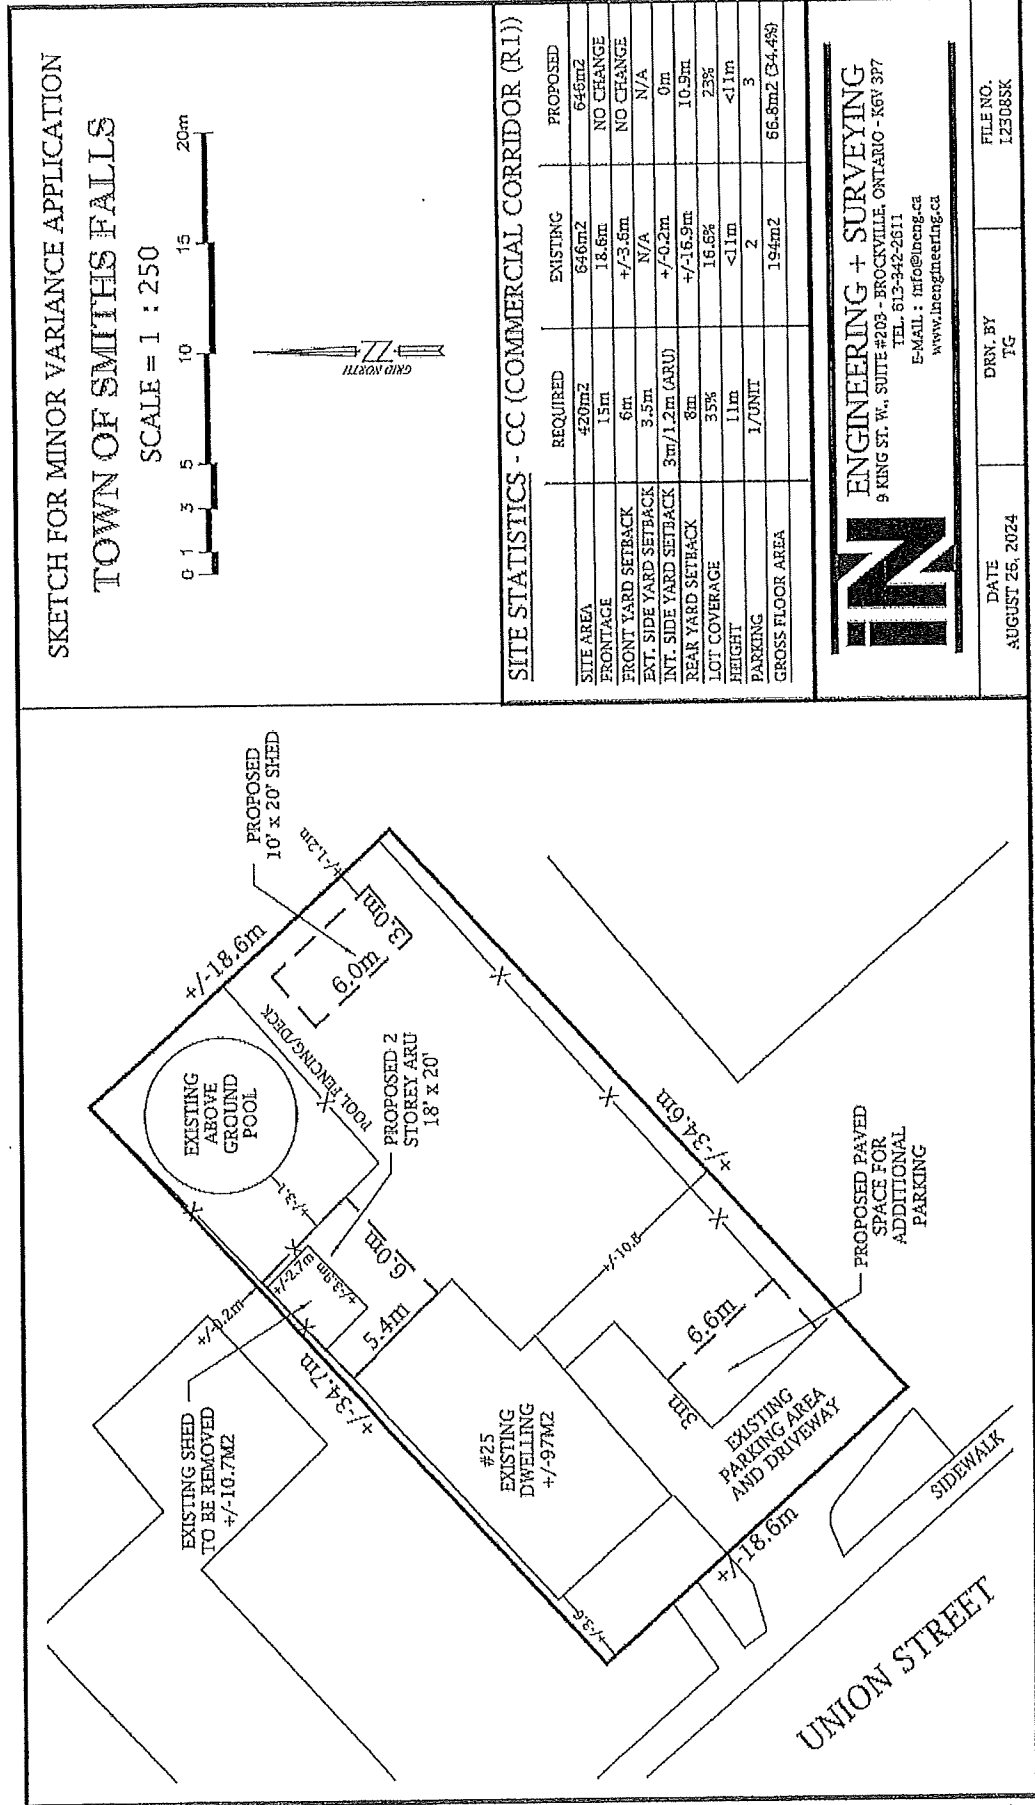 SKETCH FOR MINOR VARIANCE APPLICATION
TOWN OF SMITHS FALLS
SCALE = 1 : 250
0 1 3 5 10 15 20m
GRID NORTH
SITE STATISTICS - CC (COMMERCIAL CORRIDOR (R1))
REQUIRED EXISTING PROPOSED
SITE AREA 420m2 646m2 646m2
FRONTAGE 15m 18.6m NO CHANGE
FRONT YARD SETBACK 6m +/-3.6m NO CHANGE
EXT. SIDE YARD SETBACK 3.5m N/A N/A
INT. SIDE YARD SETBACK 3m/1.2m (ARU) +/-0.2m 0m
REAR YARD SETBACK 8m +/-16.9m 10.9m
LOT COVERAGE 35% 16.6% 23%
HEIGHT 11m <11m <11m
PARKING 1/UNIT 2 3
GROSS FLOOR AREA 194m2 66.8m2 (34.4%)
iN ENGINEERING + SURVEYING
9 KING ST. W., SUITE #203 - BROCKVILLE, ONTARIO - K6V 3P7
TEL. 613-342-2611
E-MAIL : info@ineng.ca
www.inengineering.ca
DATE
AUGUST 26, 2024
DRN. BY
TG
FILE NO.
12308SK
PROPOSED
10' x 20' SHED
+/-1.2m
3.0m
6.0m
+/-18.6m
POOL FENCING/DECK
EXISTING
ABOVE
GROUND
POOL
PROPOSED 2
STOREY ARU
18' x 20'
+/-3.1
6.0m
+/-2.7m
+/-3.9m
+/-0.2m
5.4m
+/-34.7m
EXISTING SHED
TO BE REMOVED
+/-10.7M2
#25
EXISTING
DWELLING
+/-97M2
+/-34.6m
+/-10.8
PROPOSED PAVED
SPACE FOR
ADDITIONAL
PARKING
6.6m
3m
EXISTING
PARKING AREA
AND DRIVEWAY
+/-18.6m
+/-3.6
SIDEWALK
UNION STREET